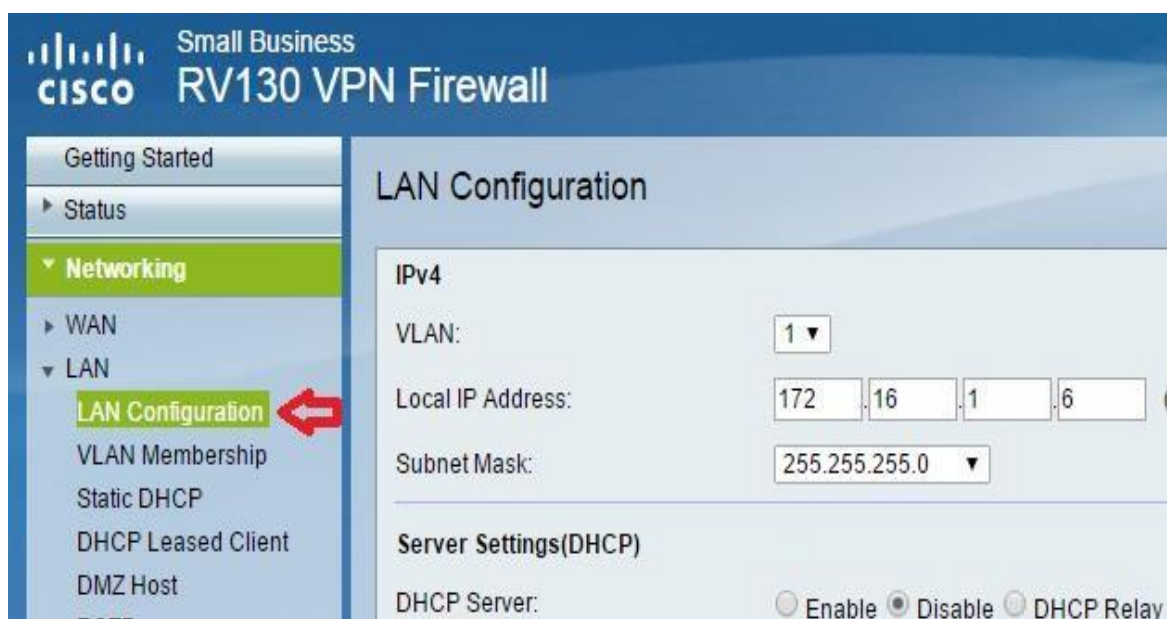 Small Business
CISCO RV130 VPN Firewall
Getting Started
Status
Networking
WAN
LAN
LAN Configuration
VLAN Membership
Static DHCP
DHCP Leased Client
DMZ Host
LAN Configuration
IPv4
VLAN: 1
Local IP Address: 172 .16 .1 .6
Subnet Mask: 255.255.255.0
Server Settings(DHCP)
DHCP Server: Enable Disable DHCP Relay